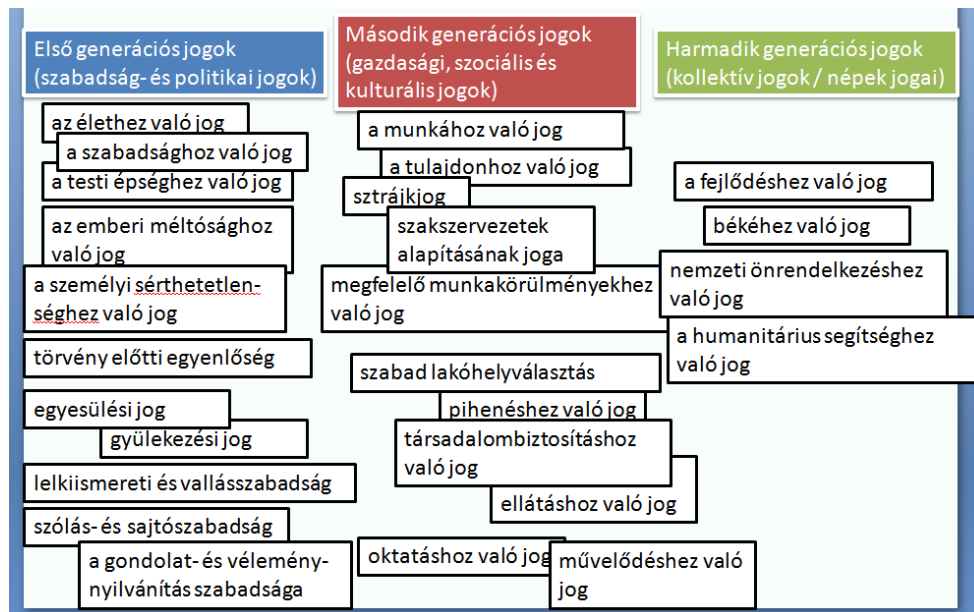 Első generációs jogok
(szabadság- és politikai jogok)
az élethez való jog
a szabadsághoz való jog
a testi épséghez való jog
az emberi méltósághoz
való jog
a személyi sérthetetlen-
séghez való jog
törvény előtti egyenlőség
egyesülési jog
gyülekezési jog
lelkiismereti és vallásszabadság
szólás- és sajtószabadság
a gondolat- és vélemény-
nyilvánítás szabadsága
Második generációs jogok
(gazdasági, szociális és
kulturális jogok)
a munkához való jog
a tulajdonhoz való jog
sztrájkjog
szakszervezetek
alapításának joga
megfelelő munkakörülményekhez
való jog
szabad lakóhelyválasztás
pihenéshez való jog
társadalombiztosításhoz
való jog
ellátáshoz való jog
oktatáshoz való jog
művelődéshez való
jog
Harmadik generációs jogok
(kollektív jogok / népek jogai)
a fejlődéshez való jog
békéhez való jog
nemzeti önrendelkezéshez
való jog
a humanitárius segítséghez
való jog